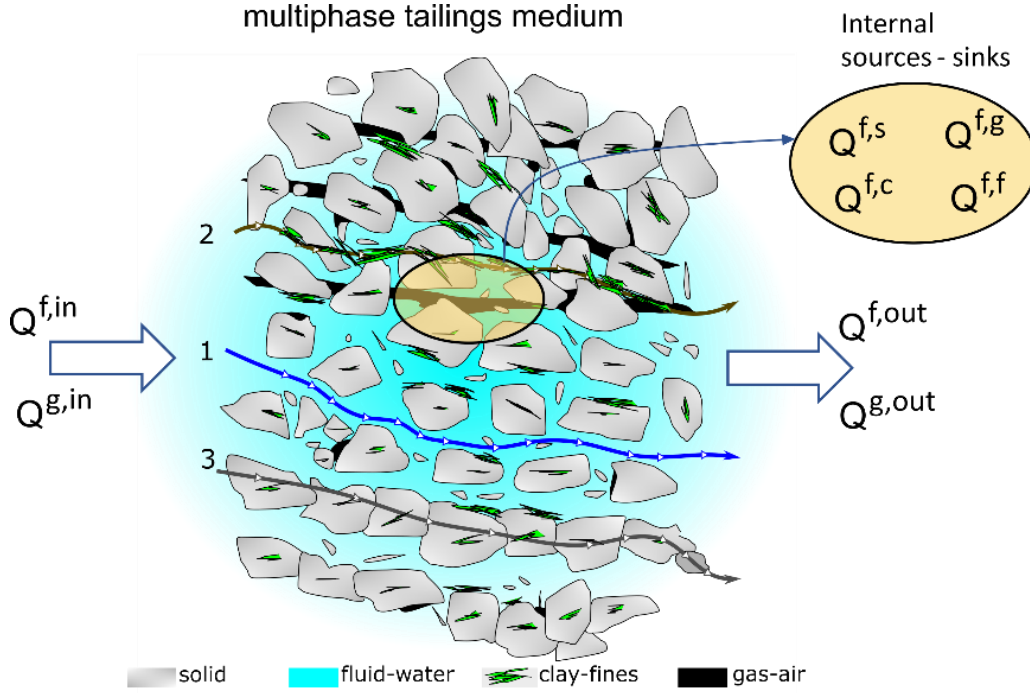 multiphase tailings medium
Internal
sources - sinks
Q^f,s Q^f,g
Q^f,c Q^f,f
2
Q^f,in
Q^g,in
1
Q^f,out
Q^g,out
3
solid fluid-water clay-fines gas-air